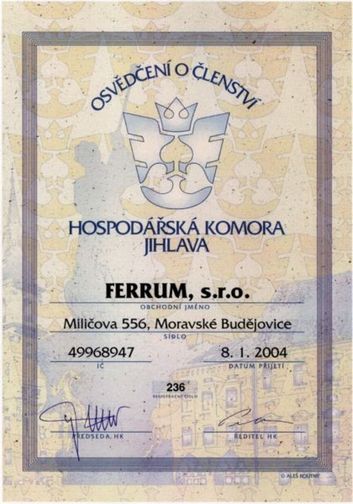 OSVĚDČENÍ O ČLENSTVÍ
HOSPODÁŘSKÁ KOMORA
JIHLAVA
FERRUM, s.r.o.
OBCHODNÍ JMÉNO
Miličova 556, Moravské Budějovice
SÍDLO
49968947 8. 1. 2004
IČ DATUM PŘIJETÍ
236
REGISTRAČNÍ ČÍSLO
PŘEDSEDA HK ŘEDITEL HK
© ALEŠ